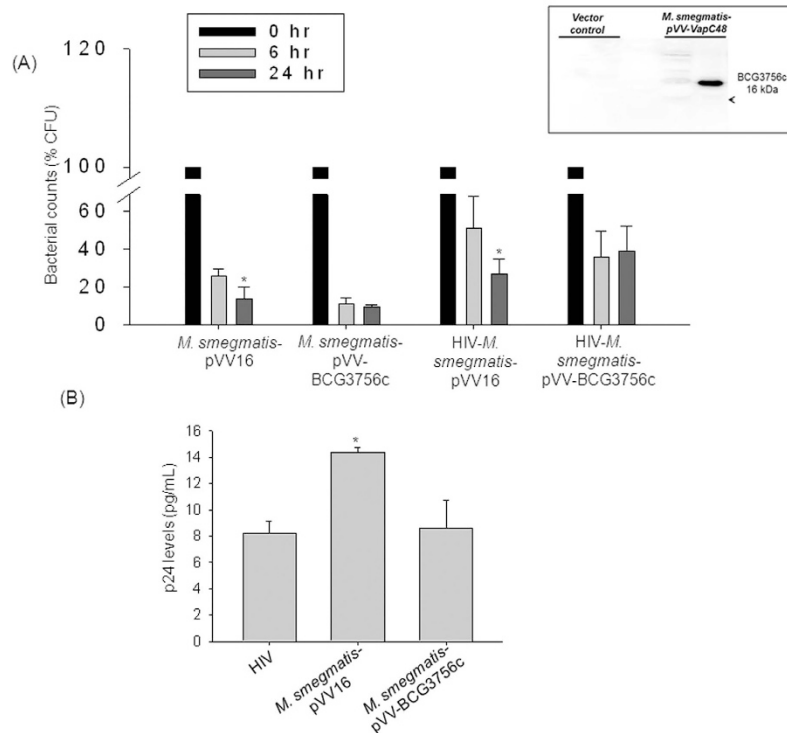 (A)
120
100
60
40
20
0
Bacterial counts (% CFU)
0 hr
6 hr
24 hr
Vector
control
M. smegmatis-
pVV-VapC48
BCG3756c
16 kDa
*
*
M. smegmatis-
pVV16
M. smegmatis-
pVV-
BCG3756c
HIV-M.
smegmatis-
pVV16
HIV-M.
smegmatis-
pVV-BCG3756c
(B)
16
14
12
10
8
6
4
2
0
p24 levels (pg/mL)
*
HIV
M. smegmatis-
pVV16
M. smegmatis-
pVV-BCG3756c